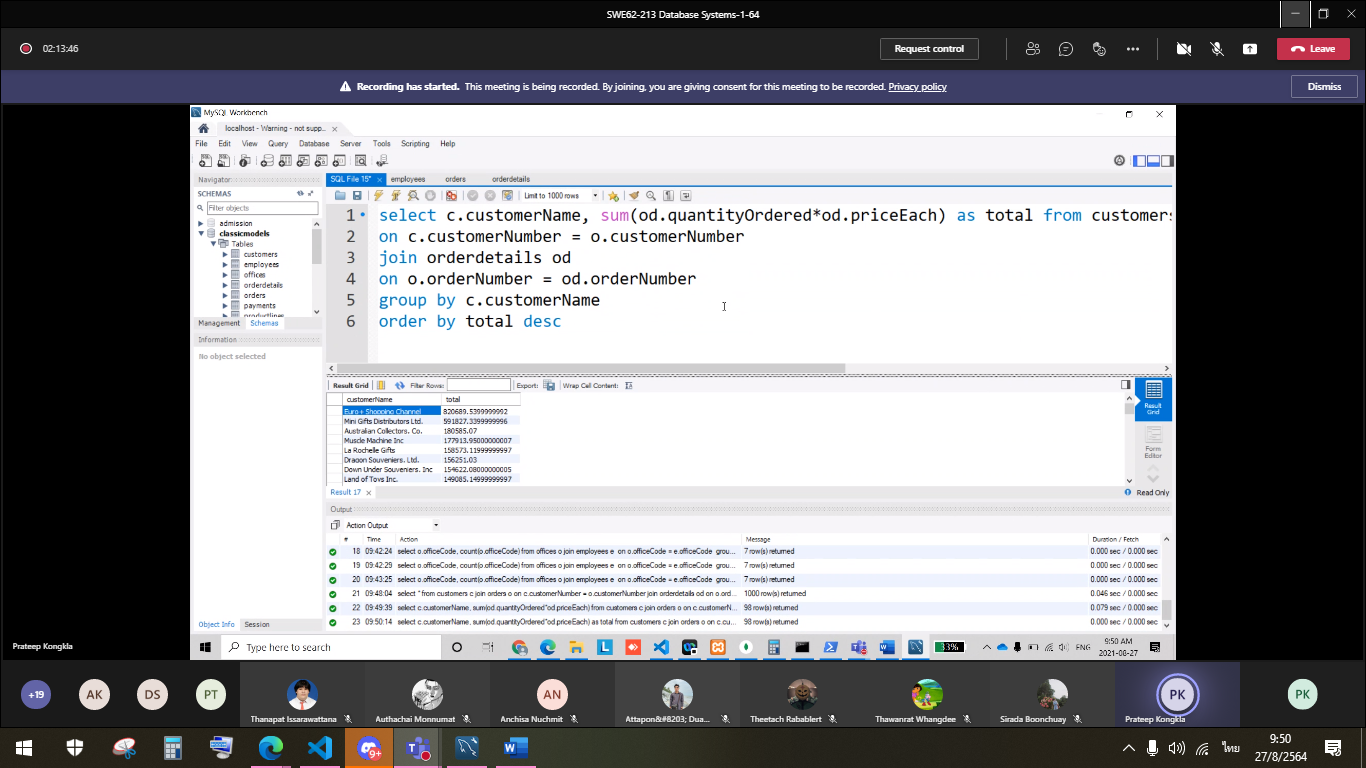 SWE62-213 Database Systems-1-64
02:13:46
Request control
Leave
Recording has started. This meeting is being recorded. By joining, you are giving consent for this meeting to be recorded. Privacy policy
Dismiss
MySQL Workbench
localhost - Warning - not supp...
File Edit View Query Database Server Tools Scripting Help
Navigator
SCHEMAS
Filter objects
admission
classicmodels
Tables
customers
employees
offices
orderdetails
orders
payments
productlines
Management Schemas
Information
No object selected
Object Info Session
SQL File 15* employees orders orderdetails
Limit to 1000 rows
1 select c.customerName, sum(od.quantityOrdered*od.priceEach) as total from customers
2 on c.customerNumber = o.customerNumber
3 join orderdetails od
4 on o.orderNumber = od.orderNumber
5 group by c.customerName
6 order by total desc
Result Grid Filter Rows: Export: Wrap Cell Content:
customerName total
Euro+ Shopping Channel 820689.5399999992
Mini Gifts Distributors Ltd. 591827.3399999996
Australian Collectors, Co. 180585.07
Muscle Machine Inc 177913.95000000007
La Rochelle Gifts 158573.11999999997
Dragon Souveniers, Ltd. 156251.03
Down Under Souveniers, Inc 154622.08000000005
Land of Toys Inc. 149085.14999999997
Result Grid
Form Editor
Result 17
Read Only
Output
Action Output
# Time Action Message Duration / Fetch
18 09:42:24 select o.officeCode, count(o.officeCode) from offices o join employees e on o.officeCode = e.officeCode grou... 7 row(s) returned 0.000 sec / 0.000 sec
19 09:42:29 select o.officeCode, count(o.officeCode) from offices o join employees e on o.officeCode = e.officeCode grou... 7 row(s) returned 0.000 sec / 0.000 sec
20 09:43:25 select o.officeCode, count(o.officeCode) from offices o join employees e on o.officeCode = e.officeCode grou... 7 row(s) returned 0.000 sec / 0.000 sec
21 09:48:04 select * from customers c join orders o on c.customerNumber = o.customerNumber join orderdetails od on o.ord... 1000 row(s) returned 0.046 sec / 0.000 sec
22 09:49:39 select c.customerName, sum(od.quantityOrdered*od.priceEach) from customers c join orders o on c.customerN... 98 row(s) returned 0.079 sec / 0.000 sec
23 09:50:14 select c.customerName, sum(od.quantityOrdered*od.priceEach) as total from customers c join orders o on c.cu... 98 row(s) returned 0.000 sec / 0.000 sec
Prateep Kongkla
Type here to search
33%
ENG
9:50 AM
2021-08-27
+19 AK DS PT AN PK PK
Thanapat Issarawattana Authachai Monnumat Anchisa Nuchmit Attapon&#8203; Dua... Theetach Rabablert Thawanrat Whangdee Sirada Boonchuay Prateep Kongkla
9+
ไทย
9:50
27/8/2564